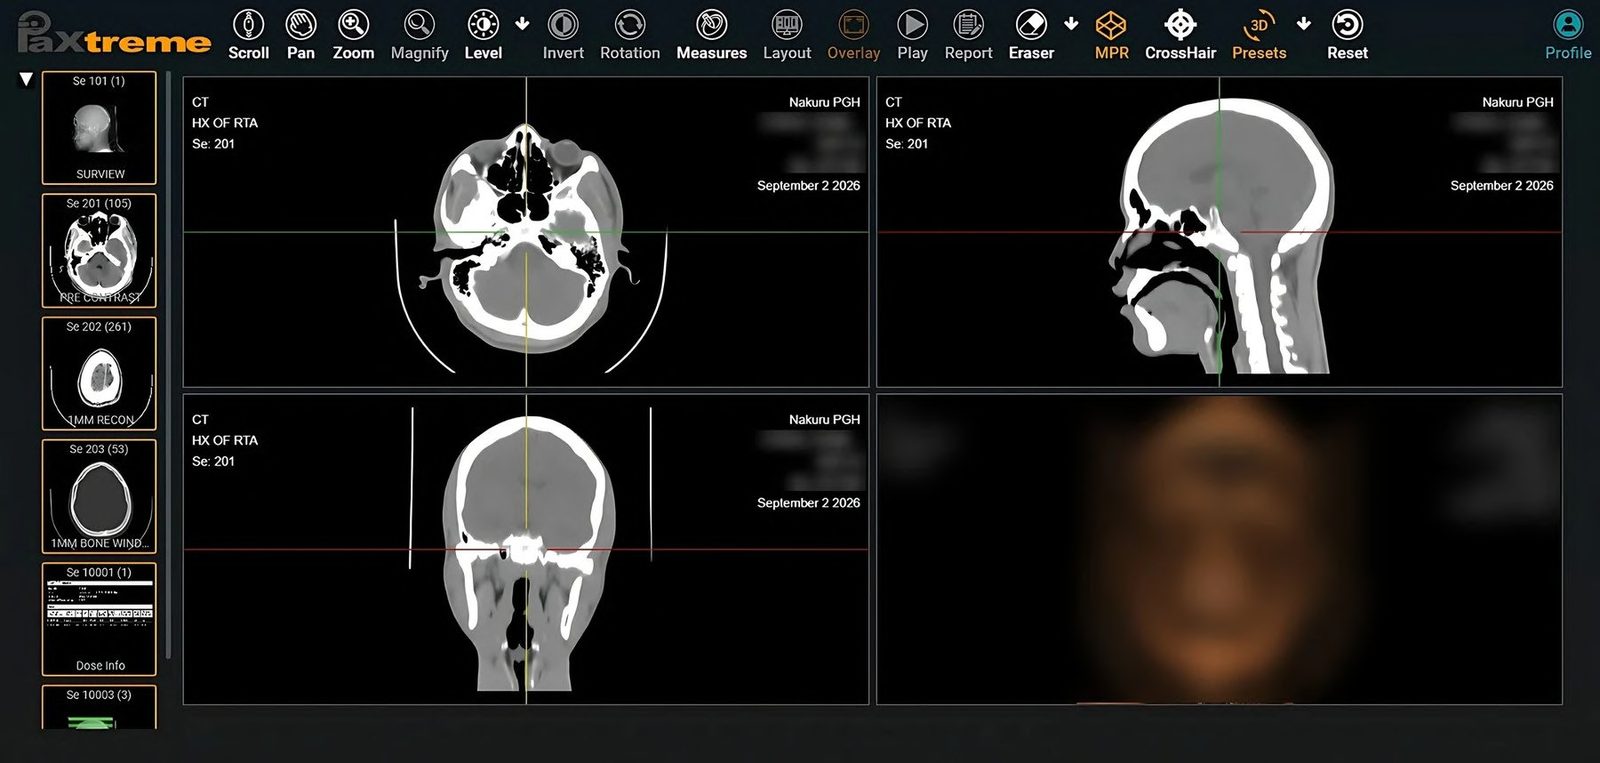 PaXtreme
Scroll
Pan
Zoom
Magnify
Level
Invert
Rotation
Measures
Layout
Overlay
Play
Report
Eraser
MPR
CrossHair
3D
Presets
Reset
Profile
Se 101 (1)
SURVIEW
Se 201 (105)
PRE CONTRAST
Se 202 (261)
1MM RECON
Se 203 (53)
1MM BONE WIND...
Se 10001 (1)
Dose Info
Se 10003 (3)
CT
HX OF RTA
Se: 201
Nakuru PGH
September 2 2026
CT
HX OF RTA
Se: 201
Nakuru PGH
September 2 2026
CT
HX OF RTA
Se: 201
Nakuru PGH
September 2 2026